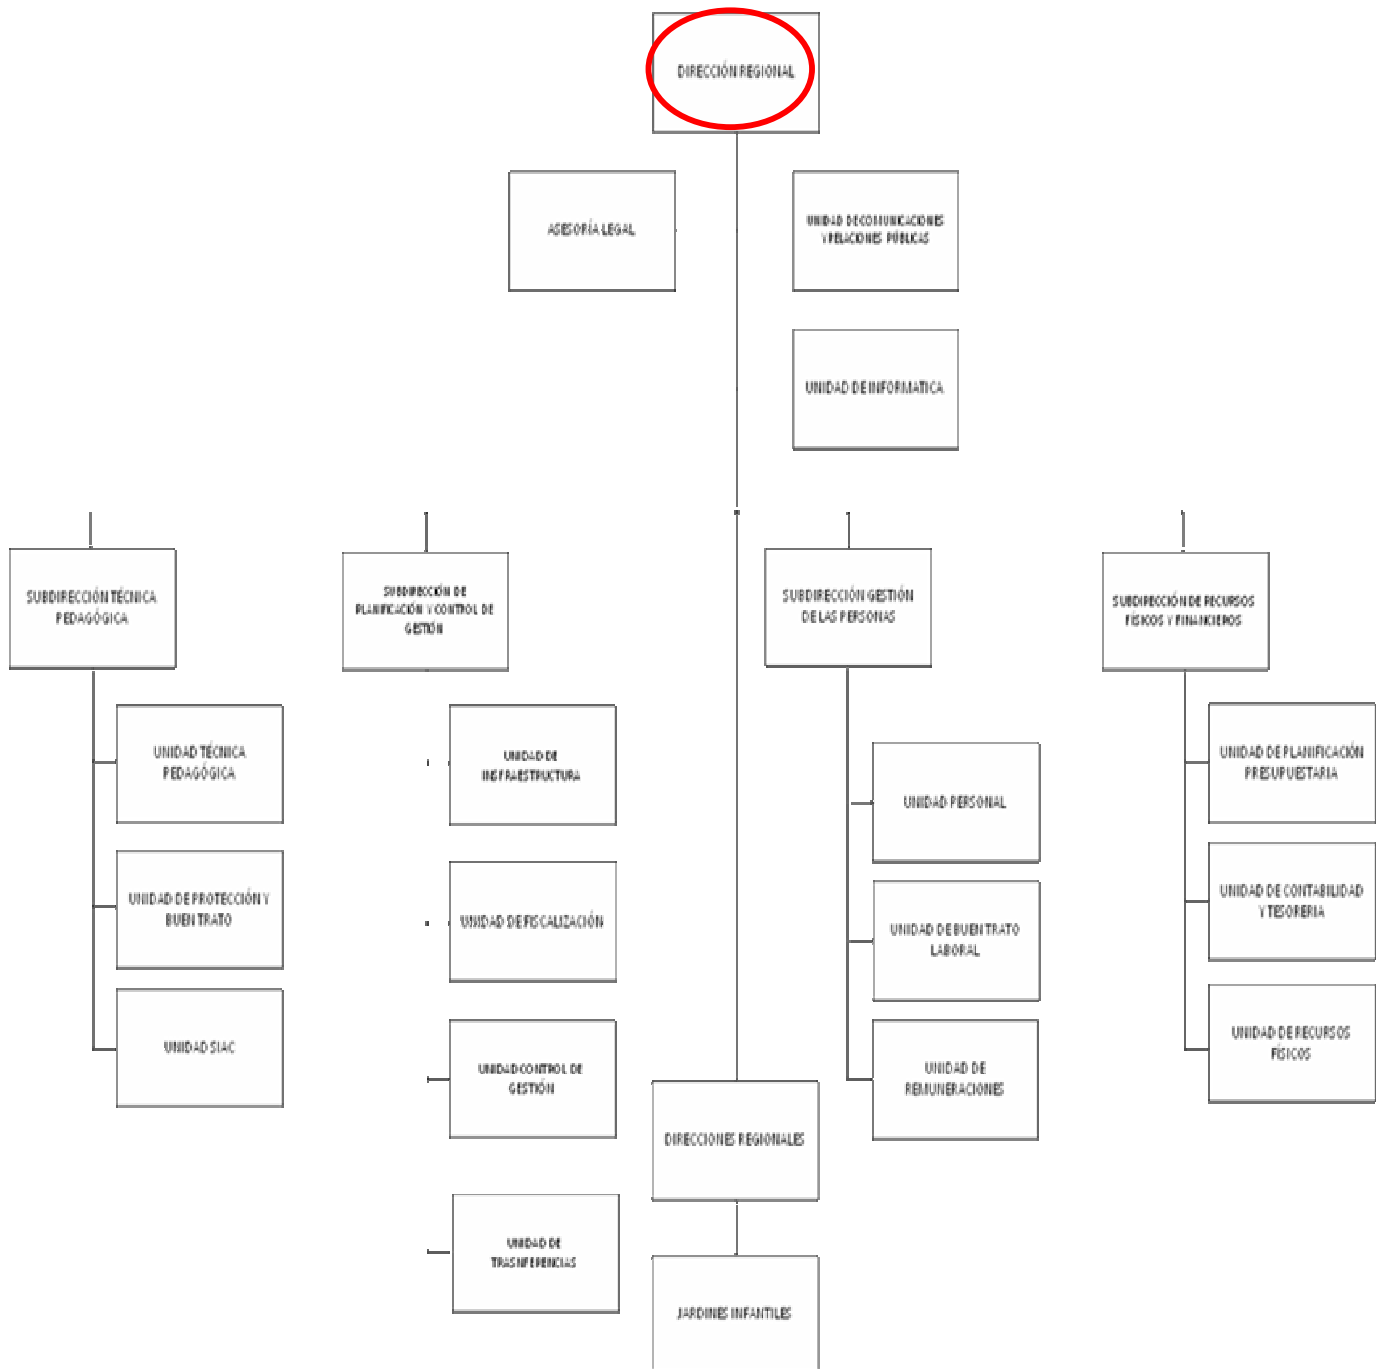 DIRECCIÓN REGIONAL
ASESORÍA LEGAL
UNIDAD DE COMUNICACIONES
Y RELACIONES PÚBLICAS
UNIDAD DE INFORMATICA
SUBDIRECCIÓN TÉCNICA
PEDAGÓGICA
SUBDIRECCIÓN DE
PLANIFICACIÓN Y CONTROL DE
GESTIÓN
SUBDIRECCIÓN GESTIÓN
DE LAS PERSONAS
SUBDIRECCIÓN DE RECURSOS
FÍSICOS Y FINANCIEROS
UNIDAD TÉCNICA
PEDAGÓGICA
UNIDAD DE PROTECCIÓN Y
BUEN TRATO
UNIDAD SIAC
UNIDAD DE
INSFRAESTRUCTURA
UNIDAD DE FISCALIZACIÓN
UNIDAD CONTROL DE
GESTIÓN
UNIDAD DE
TRASNFERENCIAS
UNIDAD PERSONAL
UNIDAD DE BUEN TRATO
LABORAL
UNIDAD DE
REMUNERACIONES
UNIDAD DE PLANIFICACIÓN
PRESUPUESTARIA
UNIDAD DE CONTABILIDAD
Y TESORERIA
UNIDAD DE RECURSOS
FÍSICOS
DIRECCIONES REGIONALES
JARDINES INFANTILES